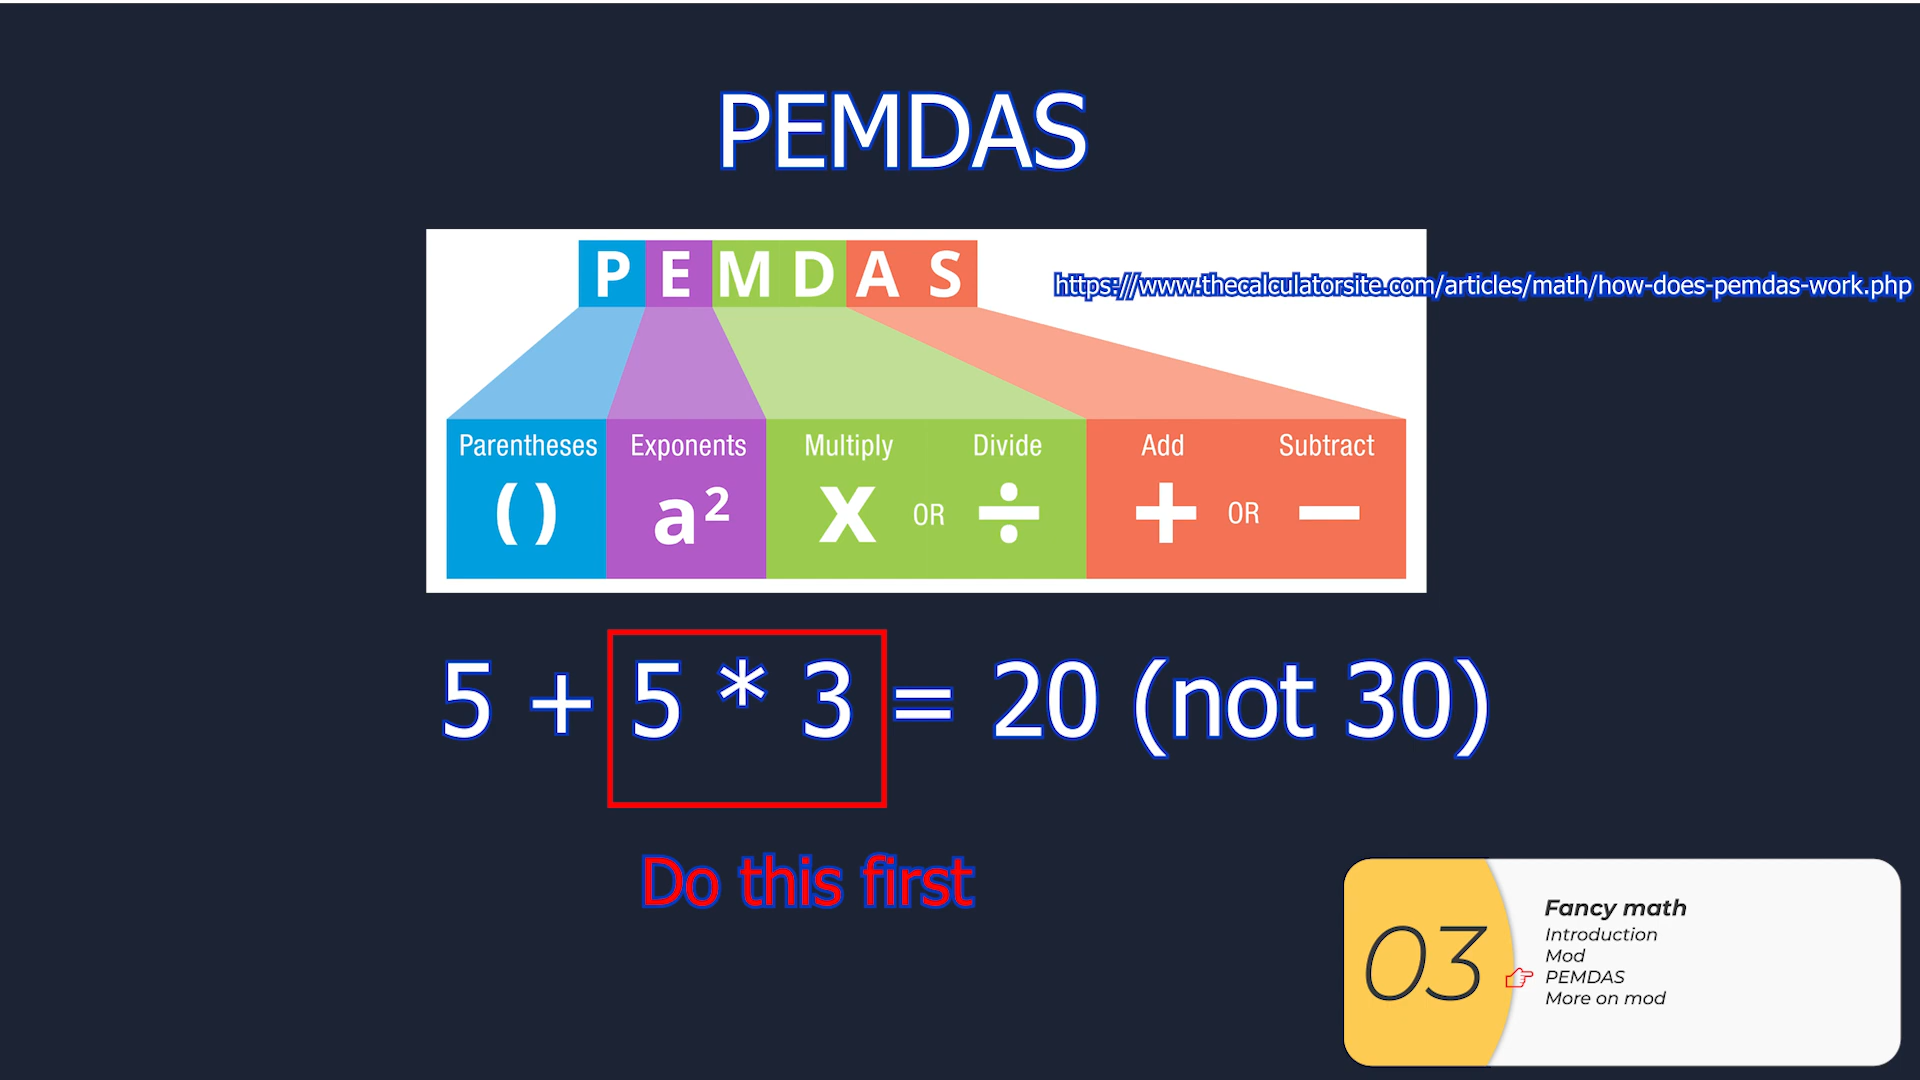 PEMDAS
PEMDAS
https:///www.thecalculatorsite.com/articles/math/how-does-pemdas-work.php
Parentheses Exponents Multiply Divide Add Subtract
( ) a² x OR ÷ + OR −
5 + 5 * 3 = 20 (not 30)
Do this first
03
Fancy math
Introduction
Mod
PEMDAS
More on mod